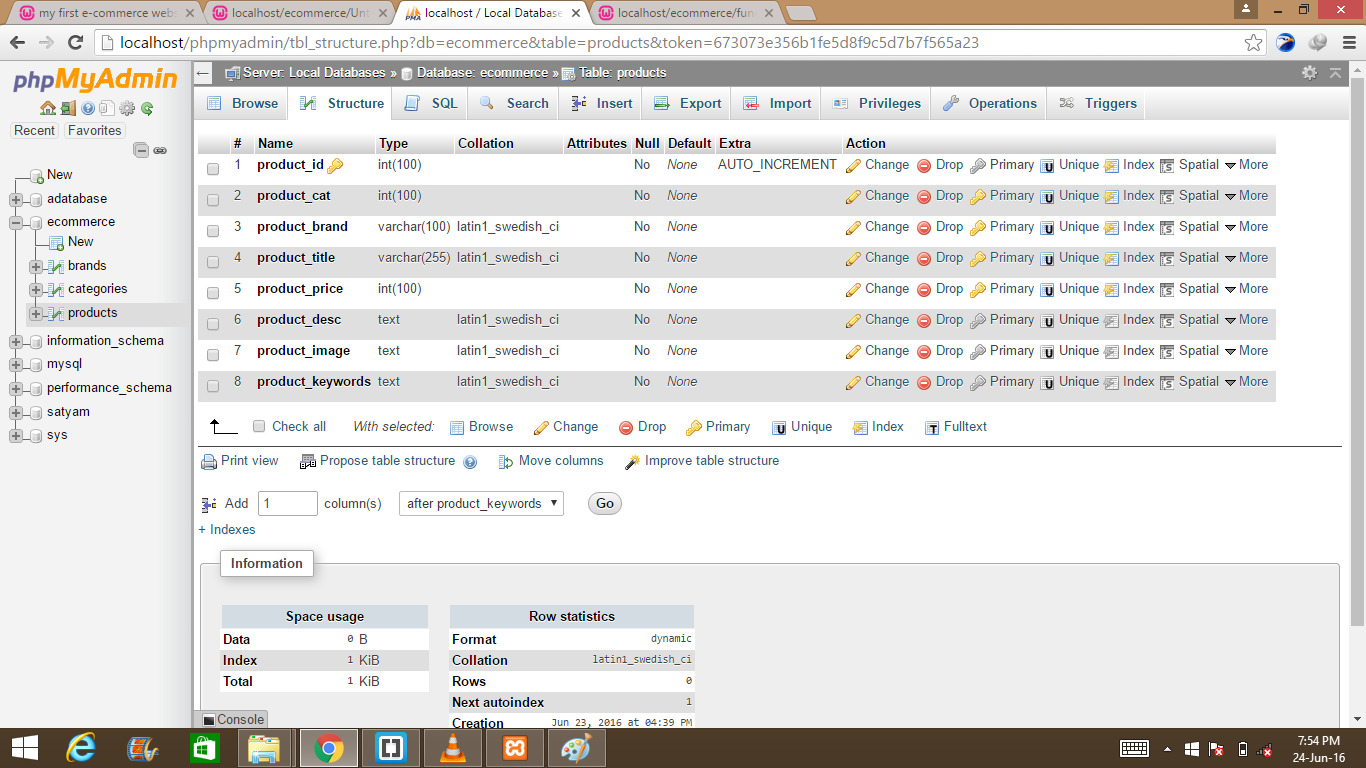 my first e-commerce webs
localhost/ecommerce/Unt
localhost / Local Database
localhost/ecommerce/fun
localhost/phpmyadmin/tbl_structure.php?db=ecommerce&table=products&token=673073e356b1fe5d8f9c5d7b7f565a23
phpMyAdmin
Recent Favorites
New
adatabase
ecommerce
New
brands
categories
products
information_schema
mysql
performance_schema
satyam
sys
Server: Local Databases » Database: ecommerce » Table: products
Browse Structure SQL Search Insert Export Import Privileges Operations Triggers
# Name Type Collation Attributes Null Default Extra Action
1 product_id int(100) No None AUTO_INCREMENT Change Drop Primary Unique Index Spatial More
2 product_cat int(100) No None Change Drop Primary Unique Index Spatial More
3 product_brand varchar(100) latin1_swedish_ci No None Change Drop Primary Unique Index Spatial More
4 product_title varchar(255) latin1_swedish_ci No None Change Drop Primary Unique Index Spatial More
5 product_price int(100) No None Change Drop Primary Unique Index Spatial More
6 product_desc text latin1_swedish_ci No None Change Drop Primary Unique Index Spatial More
7 product_image text latin1_swedish_ci No None Change Drop Primary Unique Index Spatial More
8 product_keywords text latin1_swedish_ci No None Change Drop Primary Unique Index Spatial More
Check all With selected: Browse Change Drop Primary Unique Index Fulltext
Print view Propose table structure Move columns Improve table structure
Add 1 column(s) after product_keywords Go
+ Indexes
Information
Space usage
Data 0 B
Index 1 KiB
Total 1 KiB
Row statistics
Format dynamic
Collation latin1_swedish_ci
Rows 0
Next autoindex 1
Creation Jun 23, 2016 at 04:39 PM
Console
7:54 PM
24-Jun-16